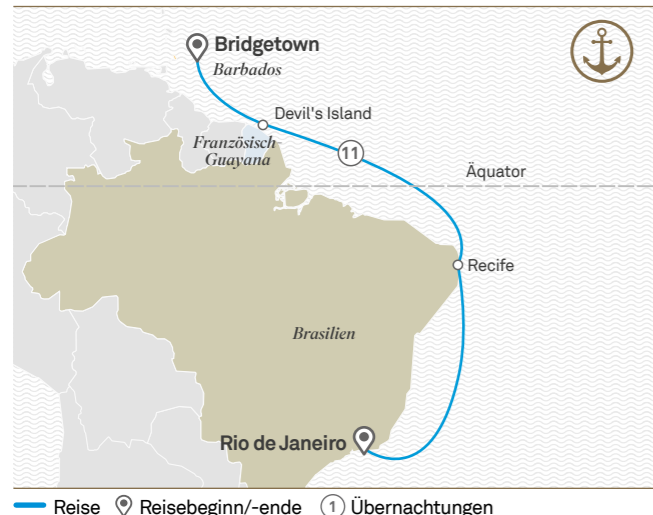 Bridgetown
Barbados
Devil's Island
Französisch-
Guayana
11
Äquator
Recife
Brasilien
Rio de Janeiro
Reise Reisebeginn/-ende 1 Übernachtungen